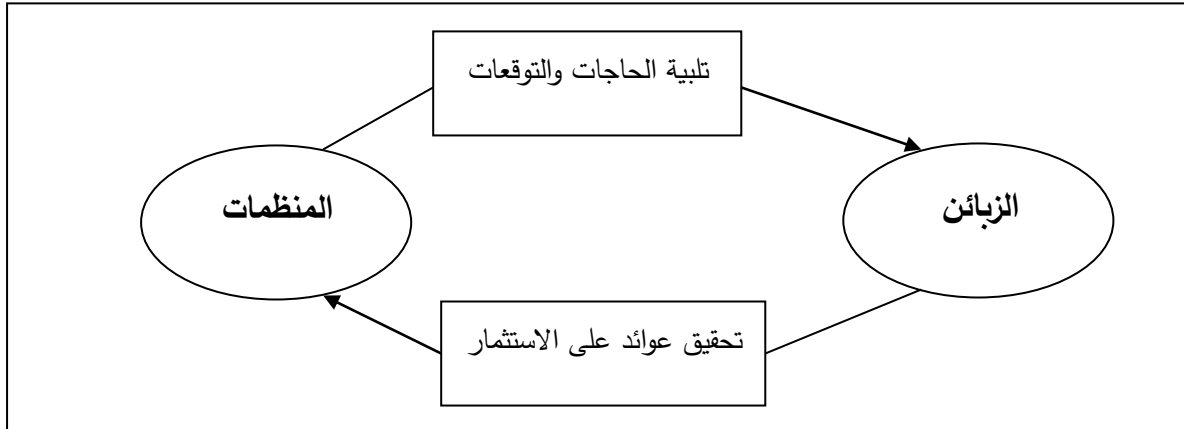 تلبية الحاجات والتوقعات
الزبائن
المنظمات
تحقيق عوائد على الاستثمار